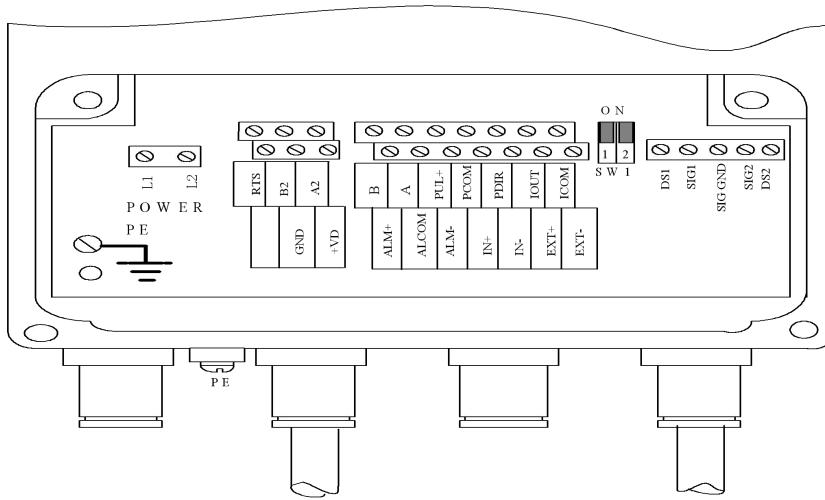 ON
1 2
SW1
L1 L2
POWER
PE
RTS B2 A2
GND +VD
B A PUL+ PCOM PDIR IOUT ICOM
ALM+ ALCOM ALM- IN+ IN- EXT+ EXT-
DS1 SIG1 SIG GND SIG2 DS2
PE